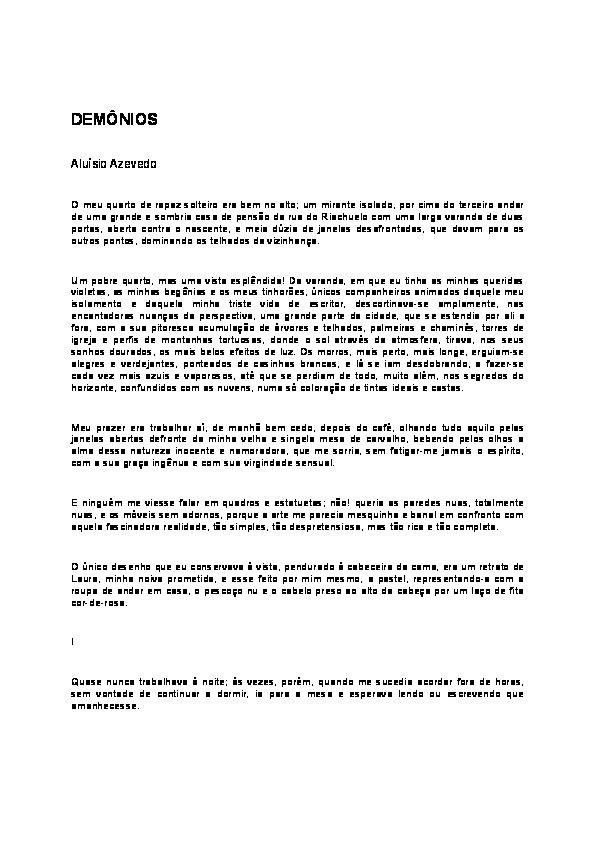 DEMÔNIOS
Aluísio Azevedo
O meu quarto de rapaz solteiro era bem no alto; um mirante isolado, por cima do terceiro andar
de uma grande e sombria casa de pensão da rua do Riachuelo com uma larga varanda de duas
portas, aberta contra o nascente, e meia dúzia de janelas desafrontadas, que davam para os
outros pontos, dominando os telhados da vizinhança.
Um pobre quarto, mas uma vista esplêndida! Da varanda, em que eu tinha as minhas queridas
violetas, as minhas begônias e os meus tinhorões, únicos companheiros animados daquele meu
isolamento e daquela minha triste vida de escritor, descortinava-se amplamente, nas
encantadoras nuanças da perspectiva, uma grande parte da cidade, que se estendia por ali a
fora, com a sua pitoresca acumulação de árvores e telhados, palmeiras e chaminés, torres de
igreja e perfis de montanhas tortuosas, donde o sol através da atmosfera, tirava, nos seus
sonhos dourados, os mais belos efeitos de luz. Os morros, mais perto, mais longe, erguiam-se
alegres e verdejantes, ponteados de casinhas brancas, e lá se iam desdobrando, a fazer-se
cada vez mais azuis e vaporosos, até que se perdiam de todo, muito além, nos segredos do
horizonte, confundidos com as nuvens, numa só coloração de tintas ideais e castas.
Meu prazer era trabalhar aí, de manhã bem cedo, depois do café, olhando tudo aquilo pelas
janelas abertas defronte da minha velha e singela mesa de carvalho, bebendo pelos olhos a
alma dessa natureza inocente e namoradora, que me sorria, sem fatigar-me jamais o espírito,
com a sua graça ingênua e com sua virgindade sensual.
E ninguém me viesse falar em quadros e estatuetas; não! queria as paredes nuas, totalmente
nuas, e os móveis sem adornos, porque a arte me parecia mesquinha e banal em confronto com
aquela fascinadora realidade, tão simples, tão despretensiosa, mas tão rica e tão completa.
O único desenho que eu conservava à vista, pendurado à cabeceira da cama, era um retrato de
Laura, minha noiva prometida, e esse feito por mim mesmo, a pastel, representando-a com a
roupa de andar em casa, o pescoço nu e o cabelo preso ao alto da cabeça por um laço de fita
cor-de-rosa.
I
Quase nunca trabalhava à noite; às vezes, porém, quando me sucedia acordar fora de horas,
sem vontade de continuar a dormir, ia para a mesa e esperava lendo ou escrevendo que
amanhecesse.